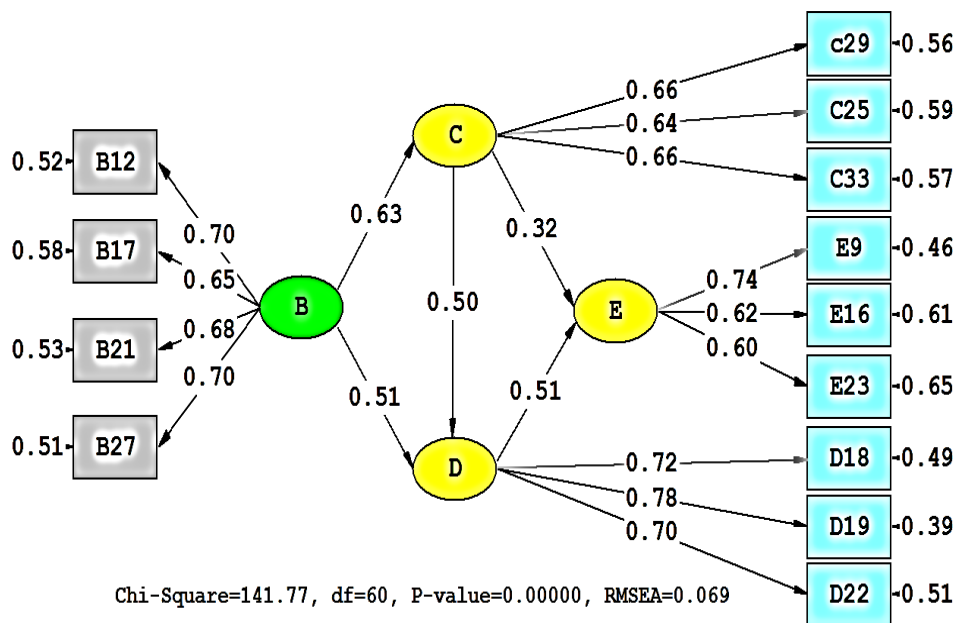 c29
0.56
0.66
C25
0.59
0.64
C
0.66
C33
0.57
0.52
B12
0.63
0.70
0.32
0.58
B17
E9
0.46
0.65
0.74
B
0.50
E
0.62
E16
0.61
0.68
0.53
B21
0.60
0.70
E23
0.65
0.51
0.51
0.51
B27
D18
0.49
D
0.72
0.78
D19
0.39
0.70
D22
0.51
Chi-Square=141.77, df=60, P-value=0.00000, RMSEA=0.069